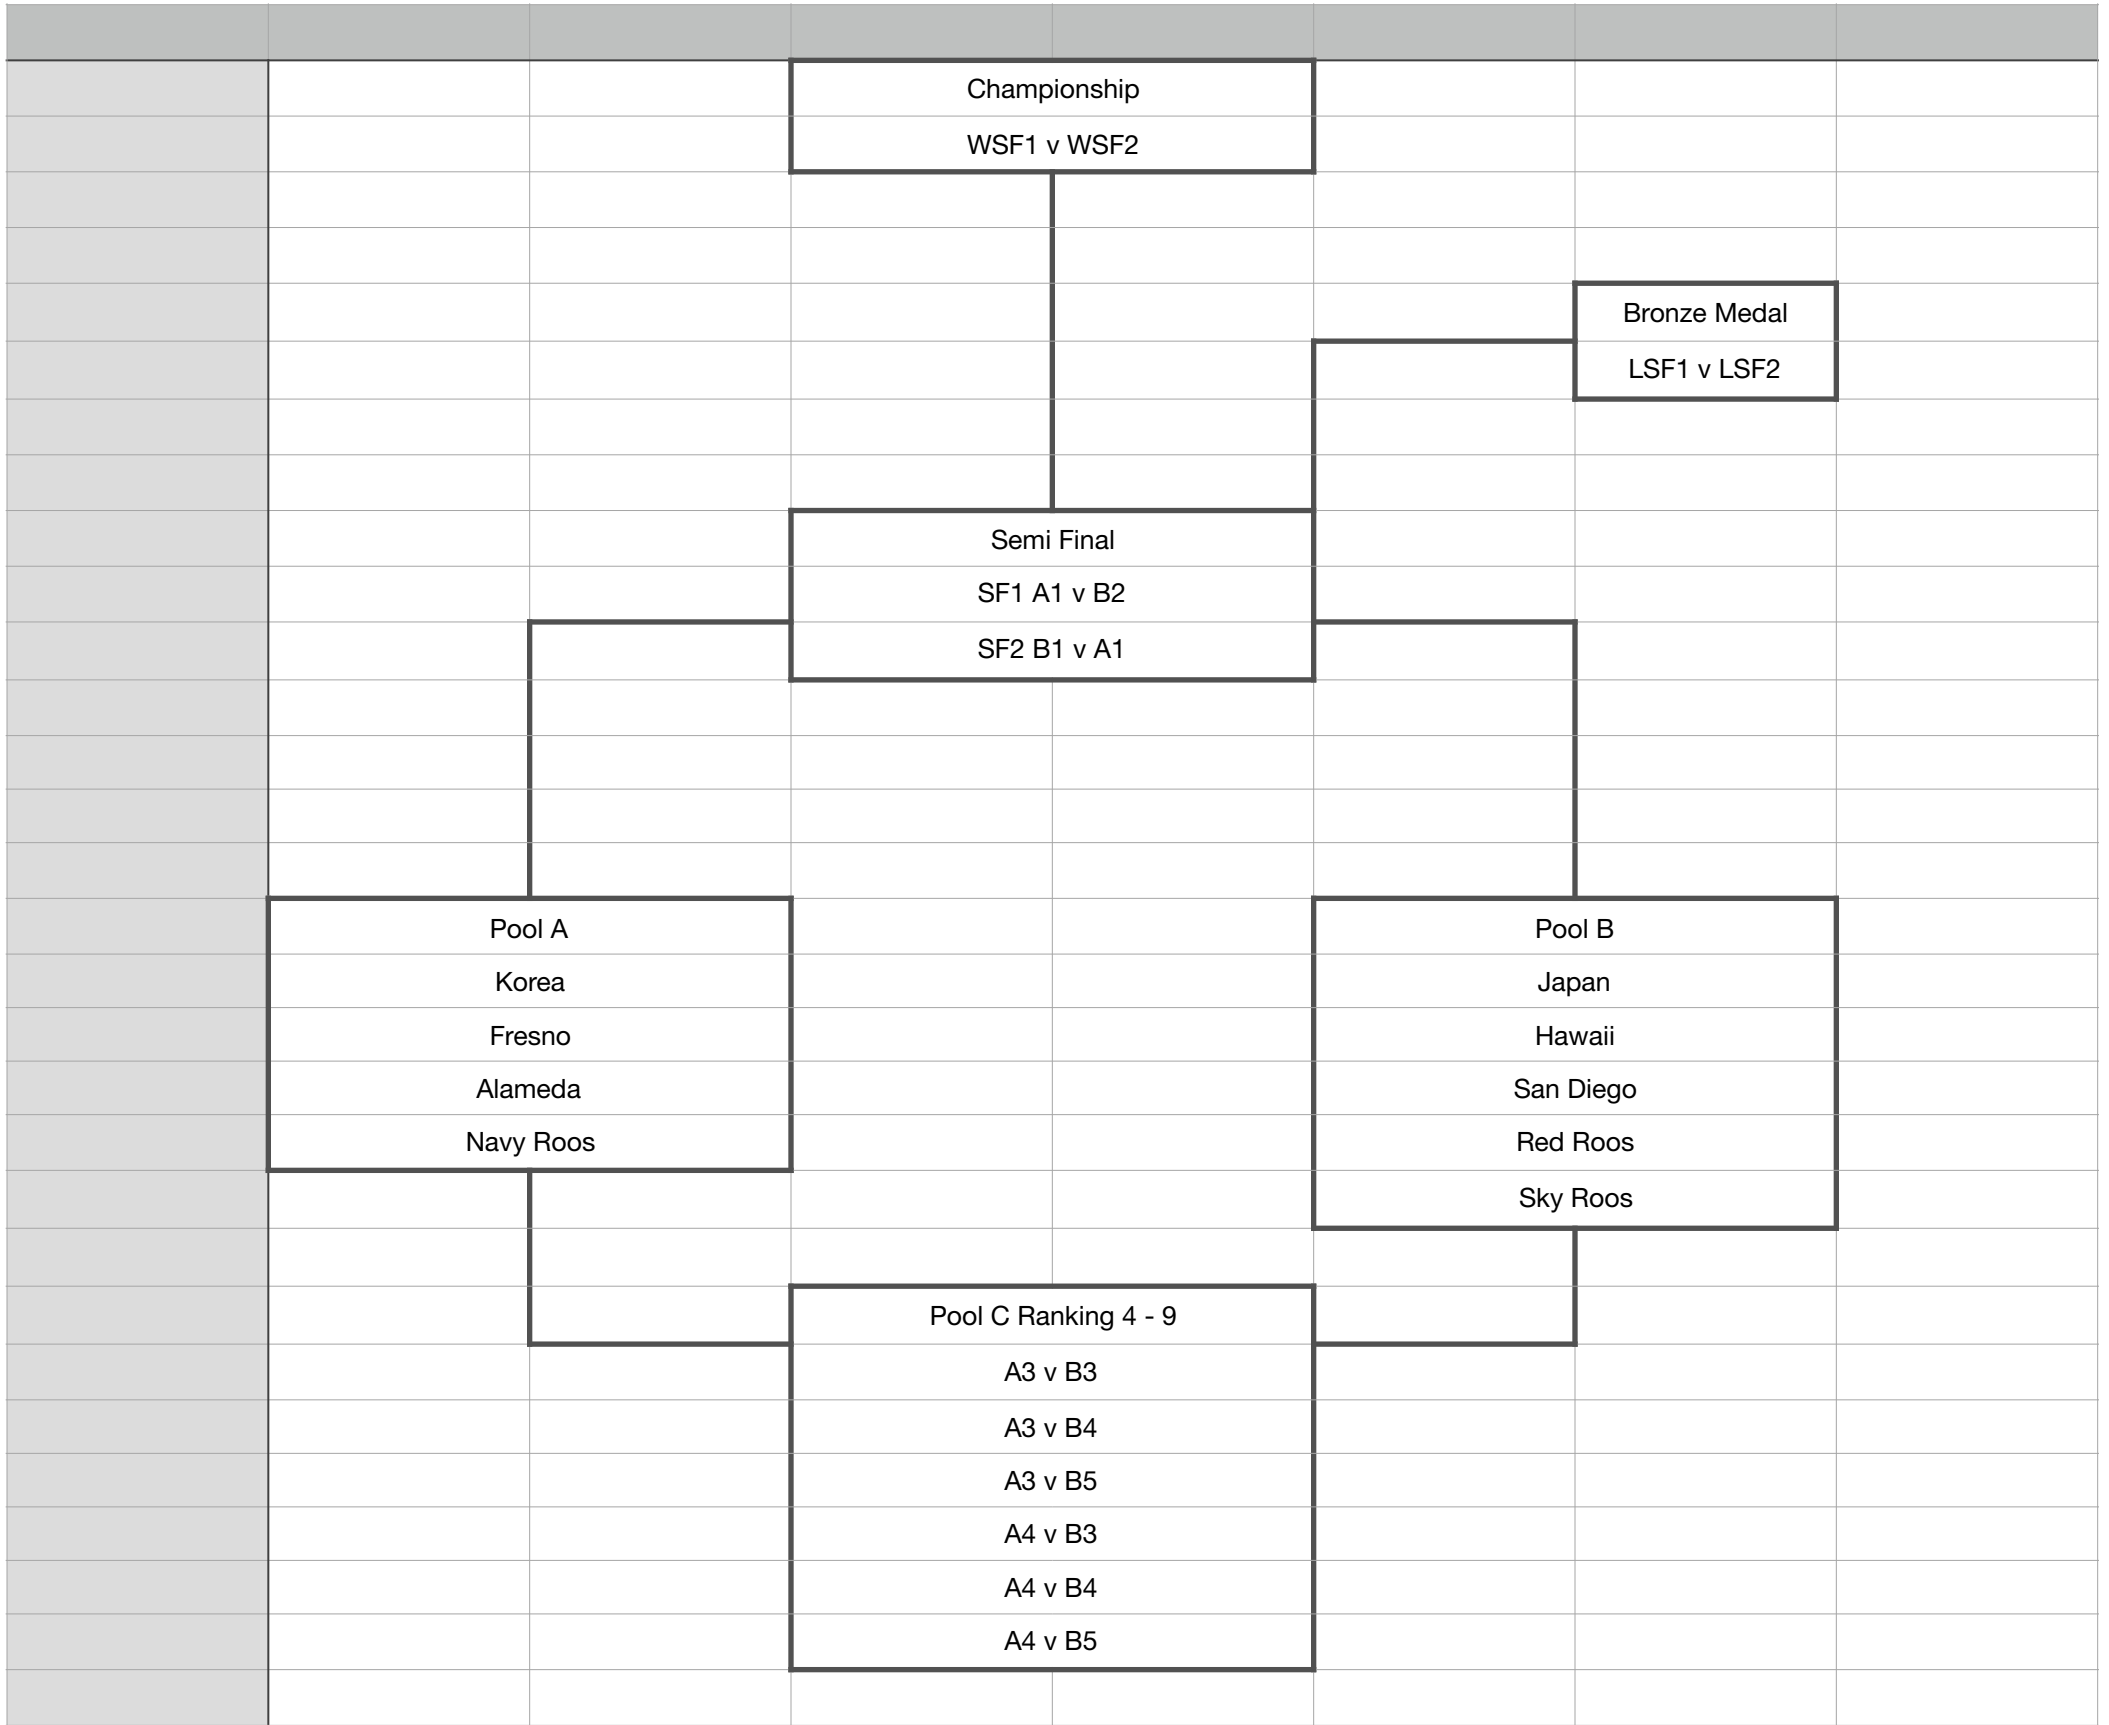 Championship
WSF1 v WSF2
Bronze Medal
LSF1 v LSF2
Semi Final
SF1 A1 v B2
SF2 B1 v A1
Pool A
Korea
Fresno
Alameda
Navy Roos
Pool B
Japan
Hawaii
San Diego
Red Roos
Sky Roos
Pool C Ranking 4 - 9
A3 v B3
A3 v B4
A3 v B5
A4 v B3
A4 v B4
A4 v B5